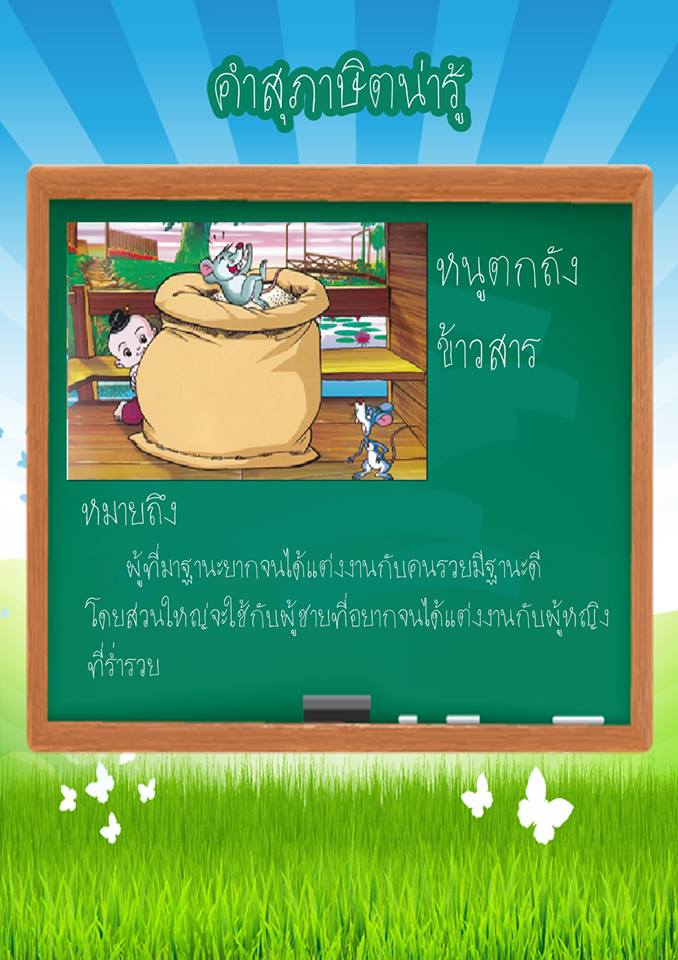 คำสุภาษิตน่ารู้
หนูตกถัง
ข้าวสาร
หมายถึง
ผู้ที่มาฐานะยากจนได้แต่งงานกับคนรวยมีฐานะดี
โดยสวนใหญ่จะใช้กับผู้ชายที่อยากจนได้แต่งงานกับผู้หญิง
ที่ร่ำรวย